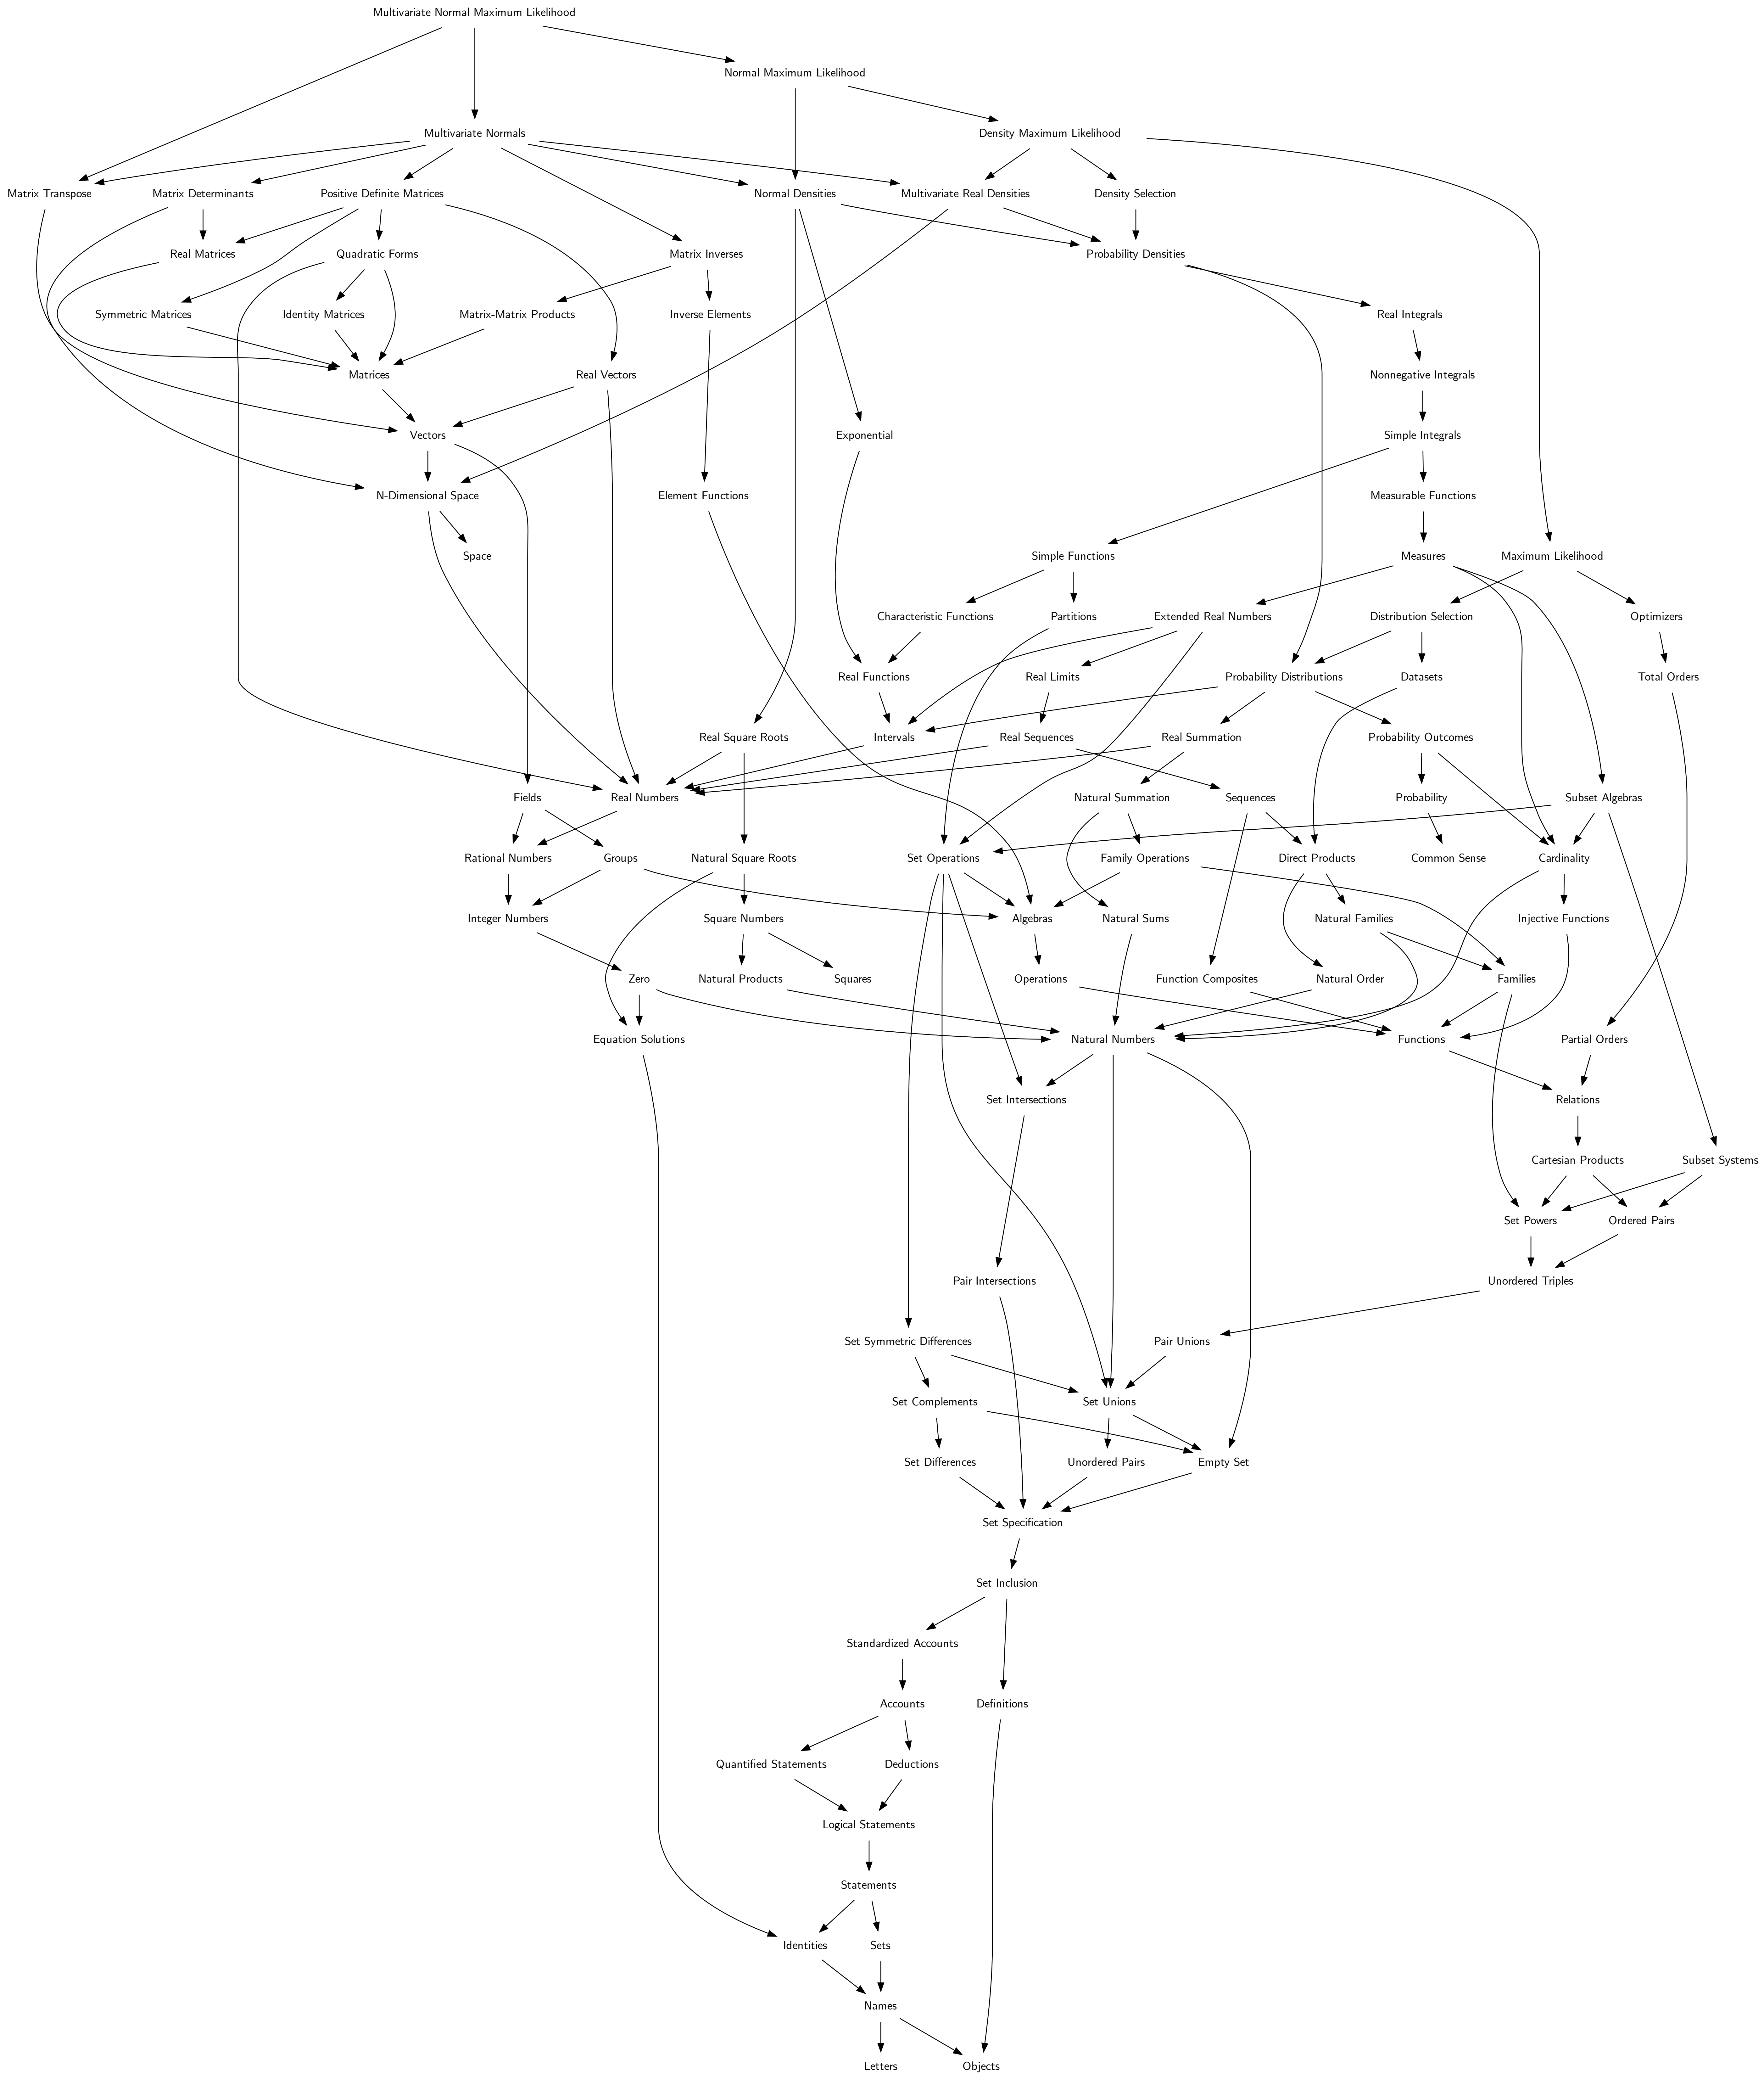 Multivariate Normal Maximum Likelihood
Normal Maximum Likelihood
Multivariate Normals
Density Maximum Likelihood
Matrix Transpose
Matrix Determinants
Positive Definite Matrices
Normal Densities
Multivariate Real Densities
Density Selection
Real Matrices
Quadratic Forms
Matrix Inverses
Probability Densities
Symmetric Matrices
Identity Matrices
Matrix-Matrix Products
Inverse Elements
Real Integrals
Matrices
Real Vectors
Nonnegative Integrals
Vectors
Exponential
Simple Integrals
N-Dimensional Space
Element Functions
Measurable Functions
Space
Simple Functions
Measures
Maximum Likelihood
Characteristic Functions
Partitions
Extended Real Numbers
Distribution Selection
Optimizers
Real Functions
Real Limits
Probability Distributions
Datasets
Total Orders
Real Square Roots
Intervals
Real Sequences
Real Summation
Probability Outcomes
Fields
Real Numbers
Natural Summation
Sequences
Probability
Subset Algebras
Rational Numbers
Groups
Natural Square Roots
Set Operations
Family Operations
Direct Products
Common Sense
Cardinality
Integer Numbers
Square Numbers
Algebras
Natural Sums
Natural Families
Injective Functions
Zero
Natural Products
Squares
Operations
Function Composites
Natural Order
Families
Equation Solutions
Natural Numbers
Functions
Partial Orders
Set Intersections
Relations
Cartesian Products
Subset Systems
Set Powers
Ordered Pairs
Pair Intersections
Unordered Triples
Set Symmetric Differences
Pair Unions
Set Complements
Set Unions
Set Differences
Unordered Pairs
Empty Set
Set Specification
Set Inclusion
Standardized Accounts
Accounts
Definitions
Quantified Statements
Deductions
Logical Statements
Statements
Identities
Sets
Names
Letters
Objects